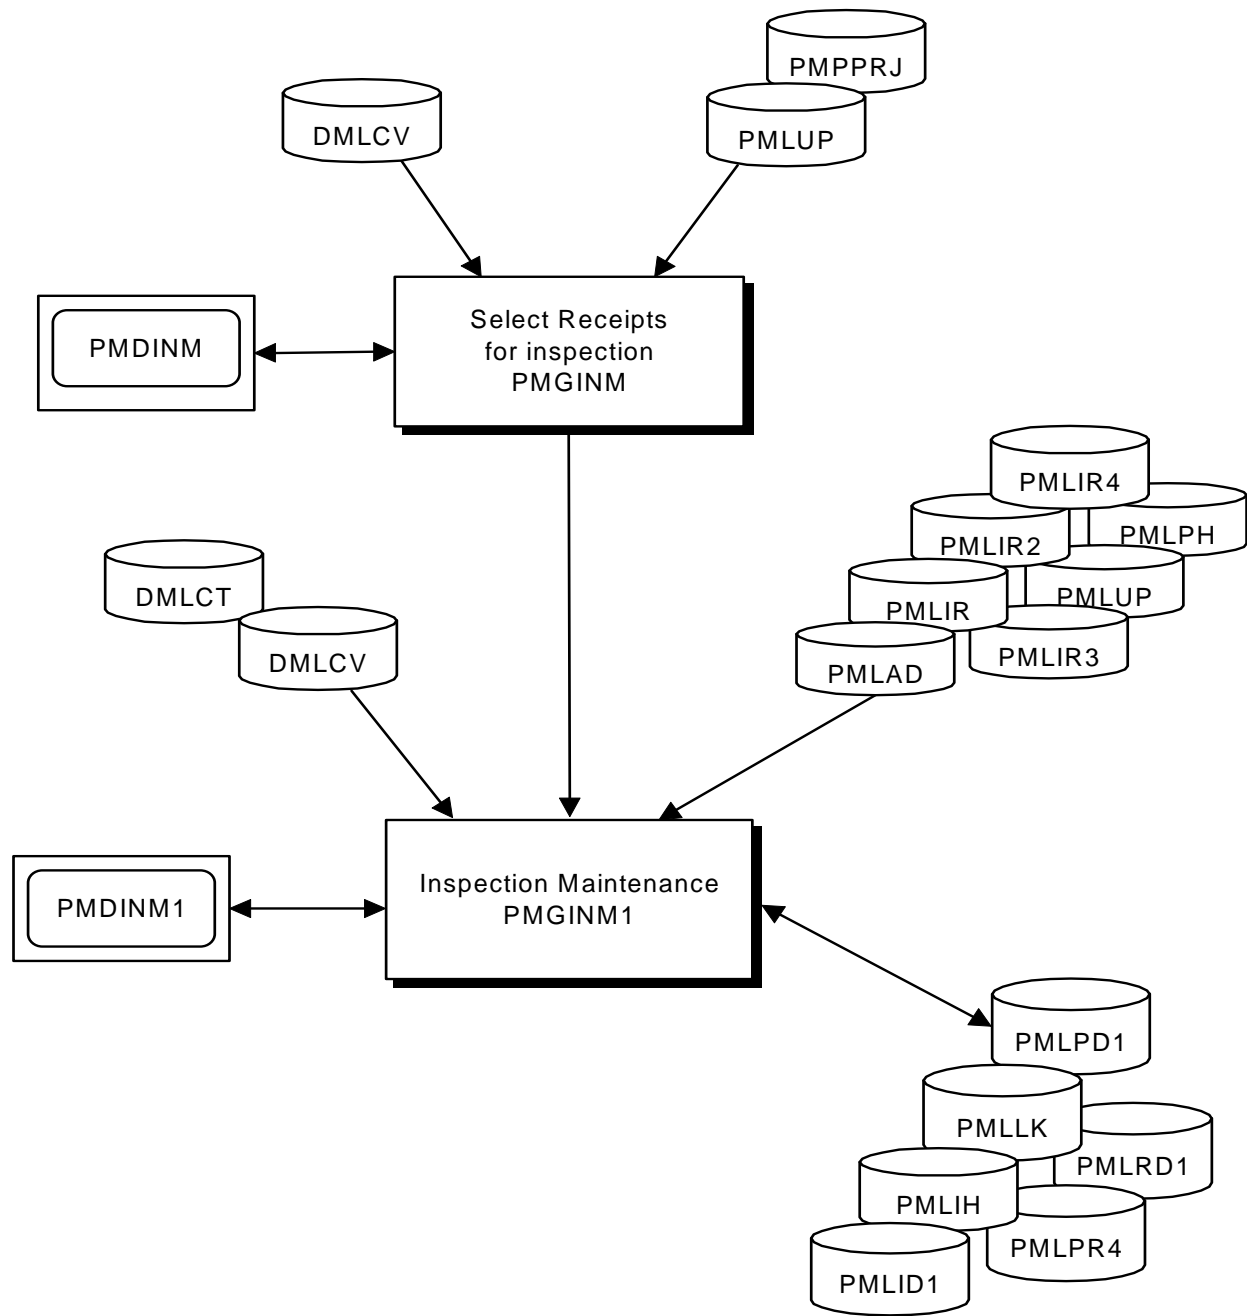 PMPPRJ
DMLCV
PMLUP
PMDINM
Select Receipts
for inspection
PMGINM
PMLIR4
PMLPH
PMLIR2
PMLUP
PMLIR
PMLIR3
PMLAD
DMLCT
DMLCV
PMDINM1
Inspection Maintenance
PMGINM1
PMLPD1
PMLLK
PMLRD1
PMLIH
PMLPR4
PMLID1